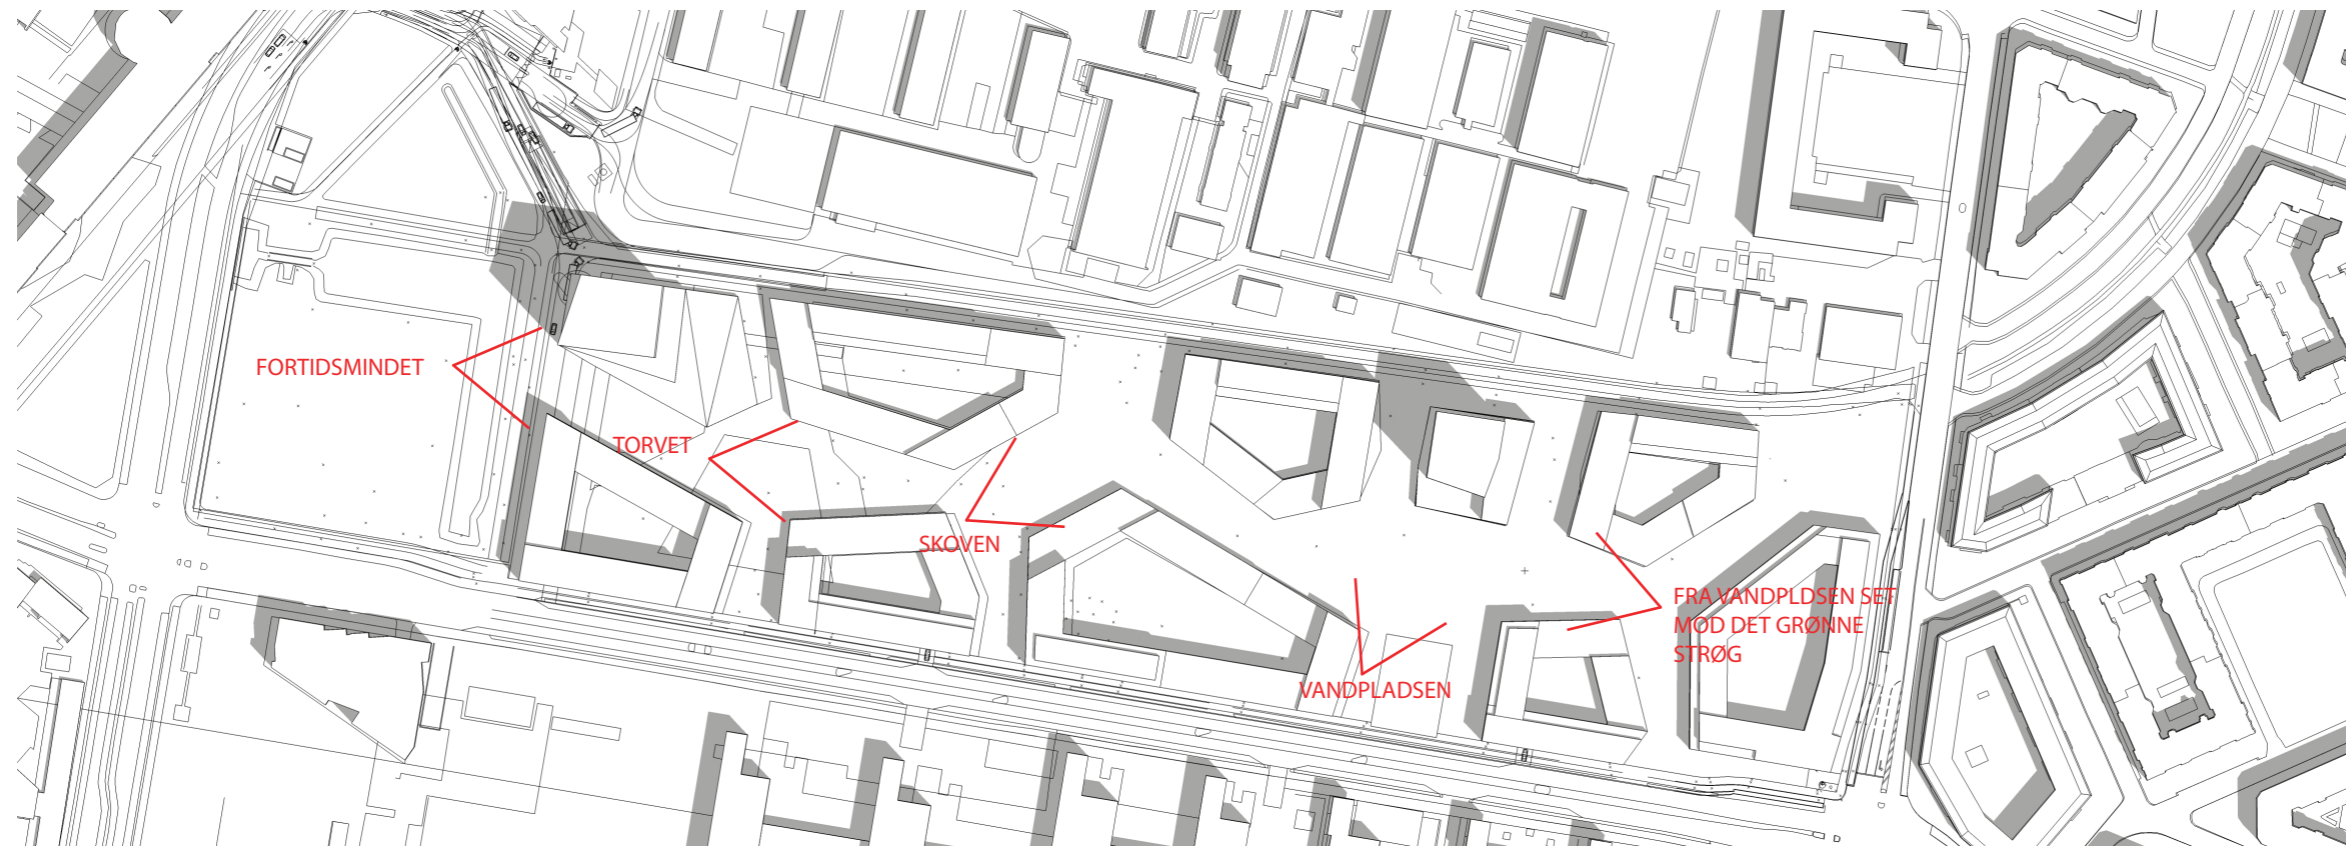 FORTIDSMINDET
TORVET
SKOVEN
FRA VANDPLDSEN SET
MOD DET GRØNNE
STRØG
VANDPLADSEN